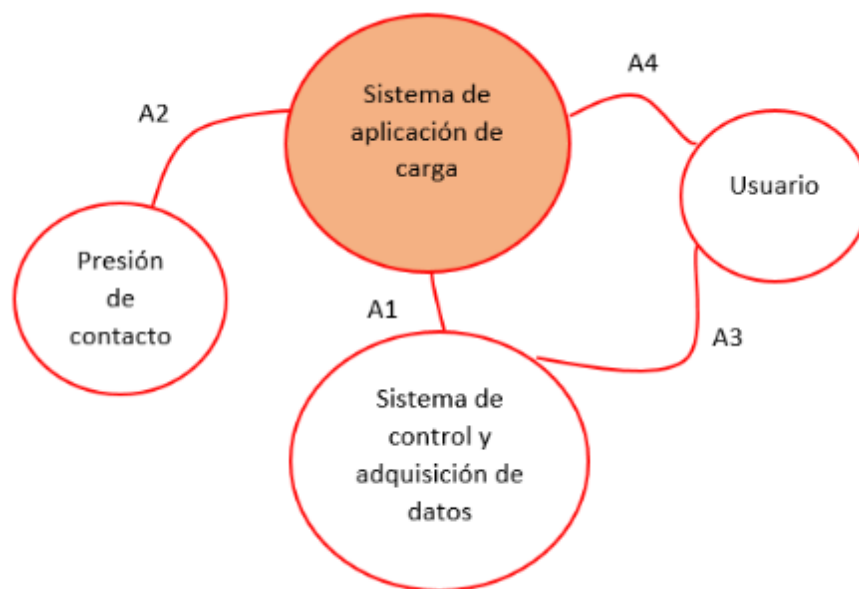 A4
Sistema de
aplicación de
carga
A2
Usuario
Presión
de
contacto
A1
A3
Sistema de
control y
adquisición de
datos